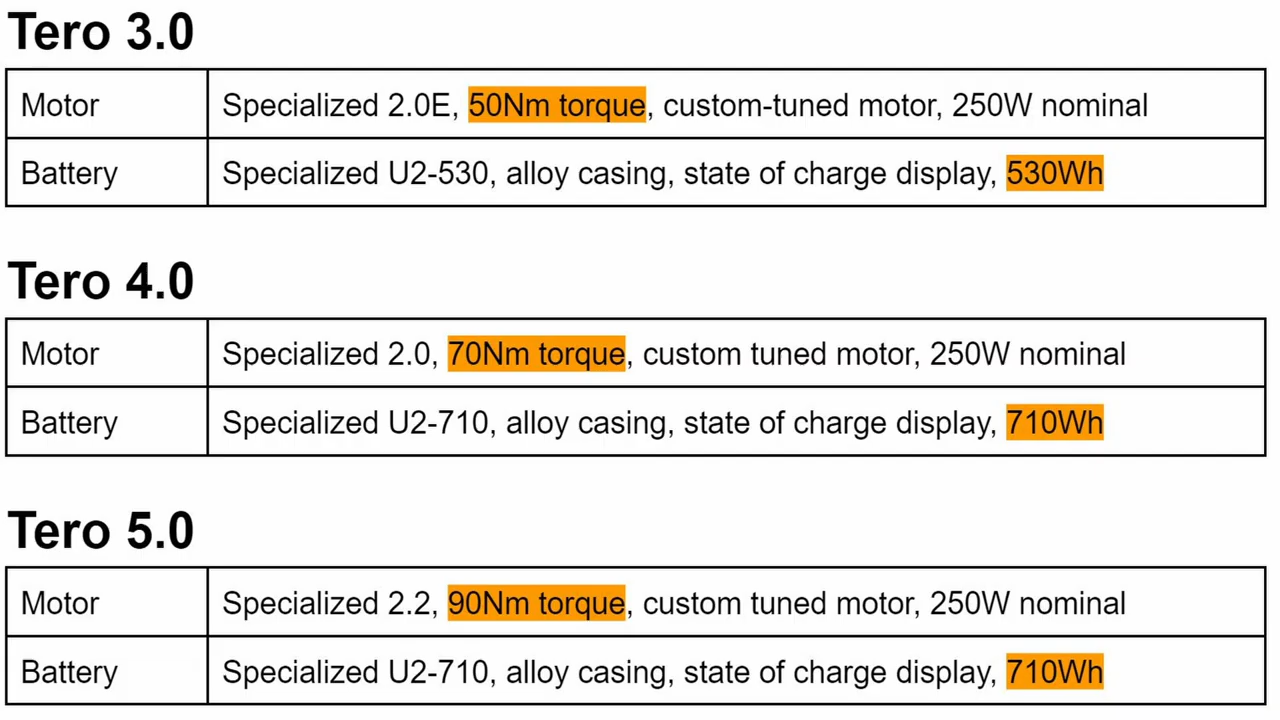 Tero 3.0
Motor Specialized 2.0E, 50Nm torque, custom-tuned motor, 250W nominal
Battery Specialized U2-530, alloy casing, state of charge display, 530Wh
Tero 4.0
Motor Specialized 2.0, 70Nm torque, custom tuned motor, 250W nominal
Battery Specialized U2-710, alloy casing, state of charge display, 710Wh
Tero 5.0
Motor Specialized 2.2, 90Nm torque, custom tuned motor, 250W nominal
Battery Specialized U2-710, alloy casing, state of charge display, 710Wh